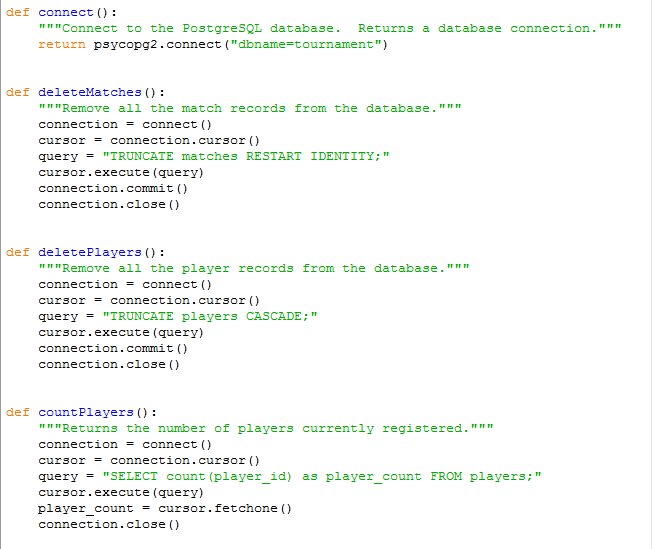 def connect():
    """Connect to the PostgreSQL database.  Returns a database connection."""
    return psycopg2.connect("dbname=tournament")


def deleteMatches():
    """Remove all the match records from the database."""
    connection = connect()
    cursor = connection.cursor()
    query = "TRUNCATE matches RESTART IDENTITY;"
    cursor.execute(query)
    connection.commit()
    connection.close()


def deletePlayers():
    """Remove all the player records from the database."""
    connection = connect()
    cursor = connection.cursor()
    query = "TRUNCATE players CASCADE;"
    cursor.execute(query)
    connection.commit()
    connection.close()


def countPlayers():
    """Returns the number of players currently registered."""
    connection = connect()
    cursor = connection.cursor()
    query = "SELECT count(player_id) as player_count FROM players;"
    cursor.execute(query)
    player_count = cursor.fetchone()
    connection.close()